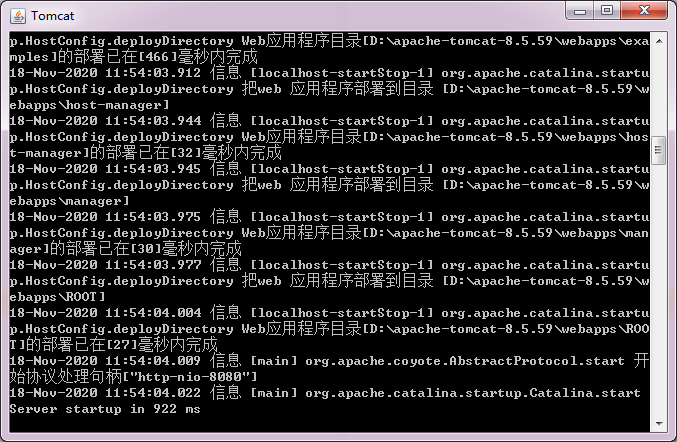 Tomcat
p.HostConfig.deployDirectory Web应用程序目录[D:\apache-tomcat-8.5.59\webapps\exa
mples]的部署已在[466]毫秒内完成
18-Nov-2020 11:54:03.912 信息 [localhost-startStop-1] org.apache.catalina.startu
p.HostConfig.deployDirectory 把web 应用程序部署到目录 [D:\apache-tomcat-8.5.59\w
ebapps\host-manager]
18-Nov-2020 11:54:03.944 信息 [localhost-startStop-1] org.apache.catalina.startu
p.HostConfig.deployDirectory Web应用程序目录[D:\apache-tomcat-8.5.59\webapps\hos
t-manager]的部署已在[32]毫秒内完成
18-Nov-2020 11:54:03.945 信息 [localhost-startStop-1] org.apache.catalina.startu
p.HostConfig.deployDirectory 把web 应用程序部署到目录 [D:\apache-tomcat-8.5.59\w
ebapps\manager]
18-Nov-2020 11:54:03.975 信息 [localhost-startStop-1] org.apache.catalina.startu
p.HostConfig.deployDirectory Web应用程序目录[D:\apache-tomcat-8.5.59\webapps\man
ager]的部署已在[30]毫秒内完成
18-Nov-2020 11:54:03.977 信息 [localhost-startStop-1] org.apache.catalina.startu
p.HostConfig.deployDirectory 把web 应用程序部署到目录 [D:\apache-tomcat-8.5.59\w
ebapps\ROOT]
18-Nov-2020 11:54:04.004 信息 [localhost-startStop-1] org.apache.catalina.startu
p.HostConfig.deployDirectory Web应用程序目录[D:\apache-tomcat-8.5.59\webapps\ROO
T]的部署已在[27]毫秒内完成
18-Nov-2020 11:54:04.009 信息 [main] org.apache.coyote.AbstractProtocol.start 开
始协议处理句柄["http-nio-8080"]
18-Nov-2020 11:54:04.022 信息 [main] org.apache.catalina.startup.Catalina.start
Server startup in 922 ms